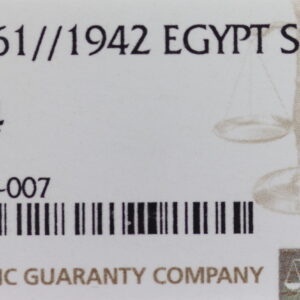 61//1942 EGYPT S
-007
IC GUARANTY COMPANY